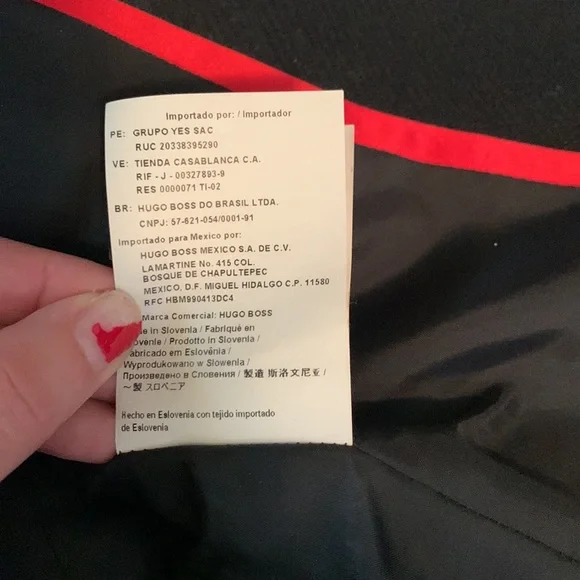 Importado por: / Importador
PE: GRUPO YES SAC
RUC 20338395290
VE: TIENDA CASABLANCA C.A.
RIF - J - 00327893-9
RES 0000071 TI-02
BR: HUGO BOSS DO BRASIL LTDA.
CNPJ: 57-621-054/0001-91
Importado para Mexico por:
HUGO BOSS MEXICO S.A. DE C.V.
LAMARTINE No. 415 COL.
BOSQUE DE CHAPULTEPEC
MEXICO, D.F. MIGUEL HIDALGO C.P. 11580
RFC HBM990413DC4
Marca Comercial: HUGO BOSS
in Slovenia / Fabriqué en
ovenie / Prodotto in Slovenia /
abricado em Eslovênia /
Wyprodukowano w Slowenia /
Произведено в Словения / 製造 斯洛文尼亚 /
～製 スロベニア
Hecho en Eslovenia con tejido importado
de Eslovenia